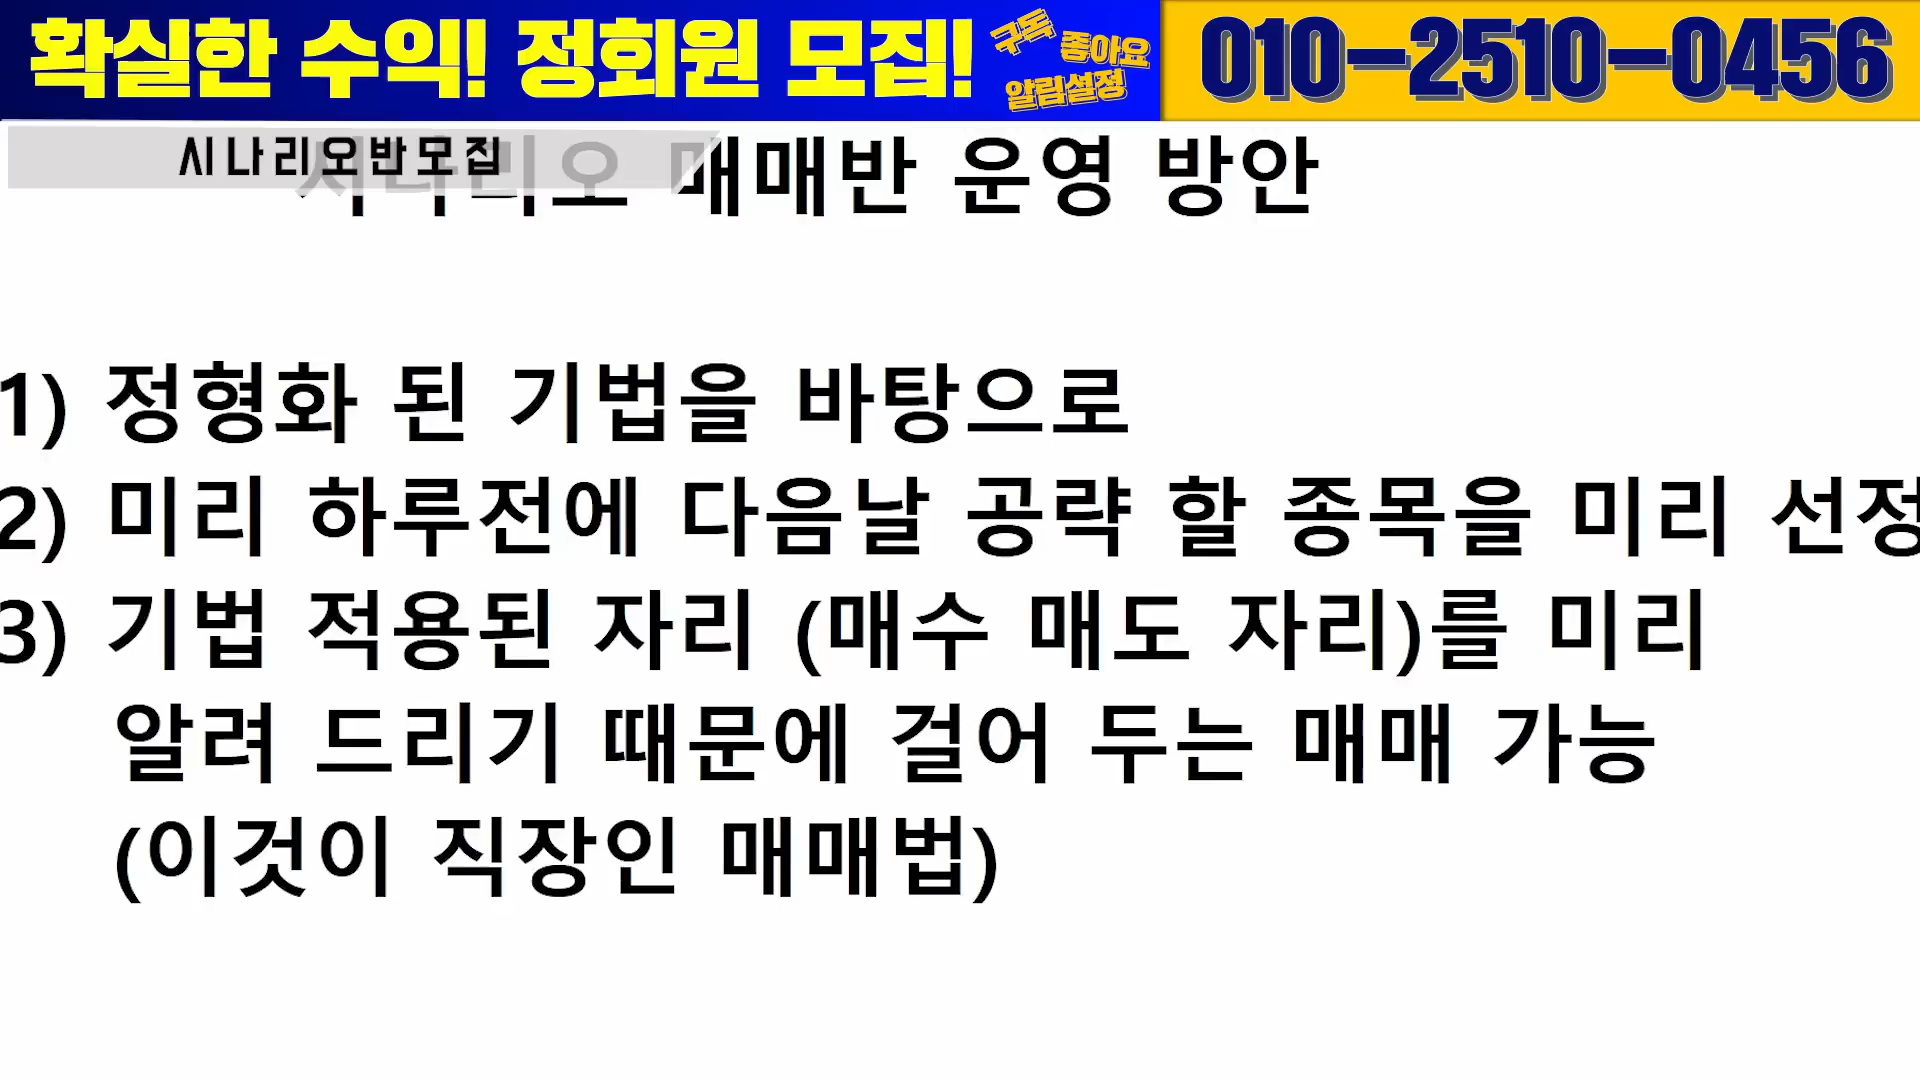 확실한 수익! 정회원 모집!
구독
좋아요
알림설정
010-2510-0456
시나리오반모집
시나리오 매매반 운영 방안
1) 정형화 된 기법을 바탕으로
2) 미리 하루전에 다음날 공략 할 종목을 미리 선정
3) 기법 적용된 자리 (매수 매도 자리)를 미리
알려 드리기 때문에 걸어 두는 매매 가능
(이것이 직장인 매매법)